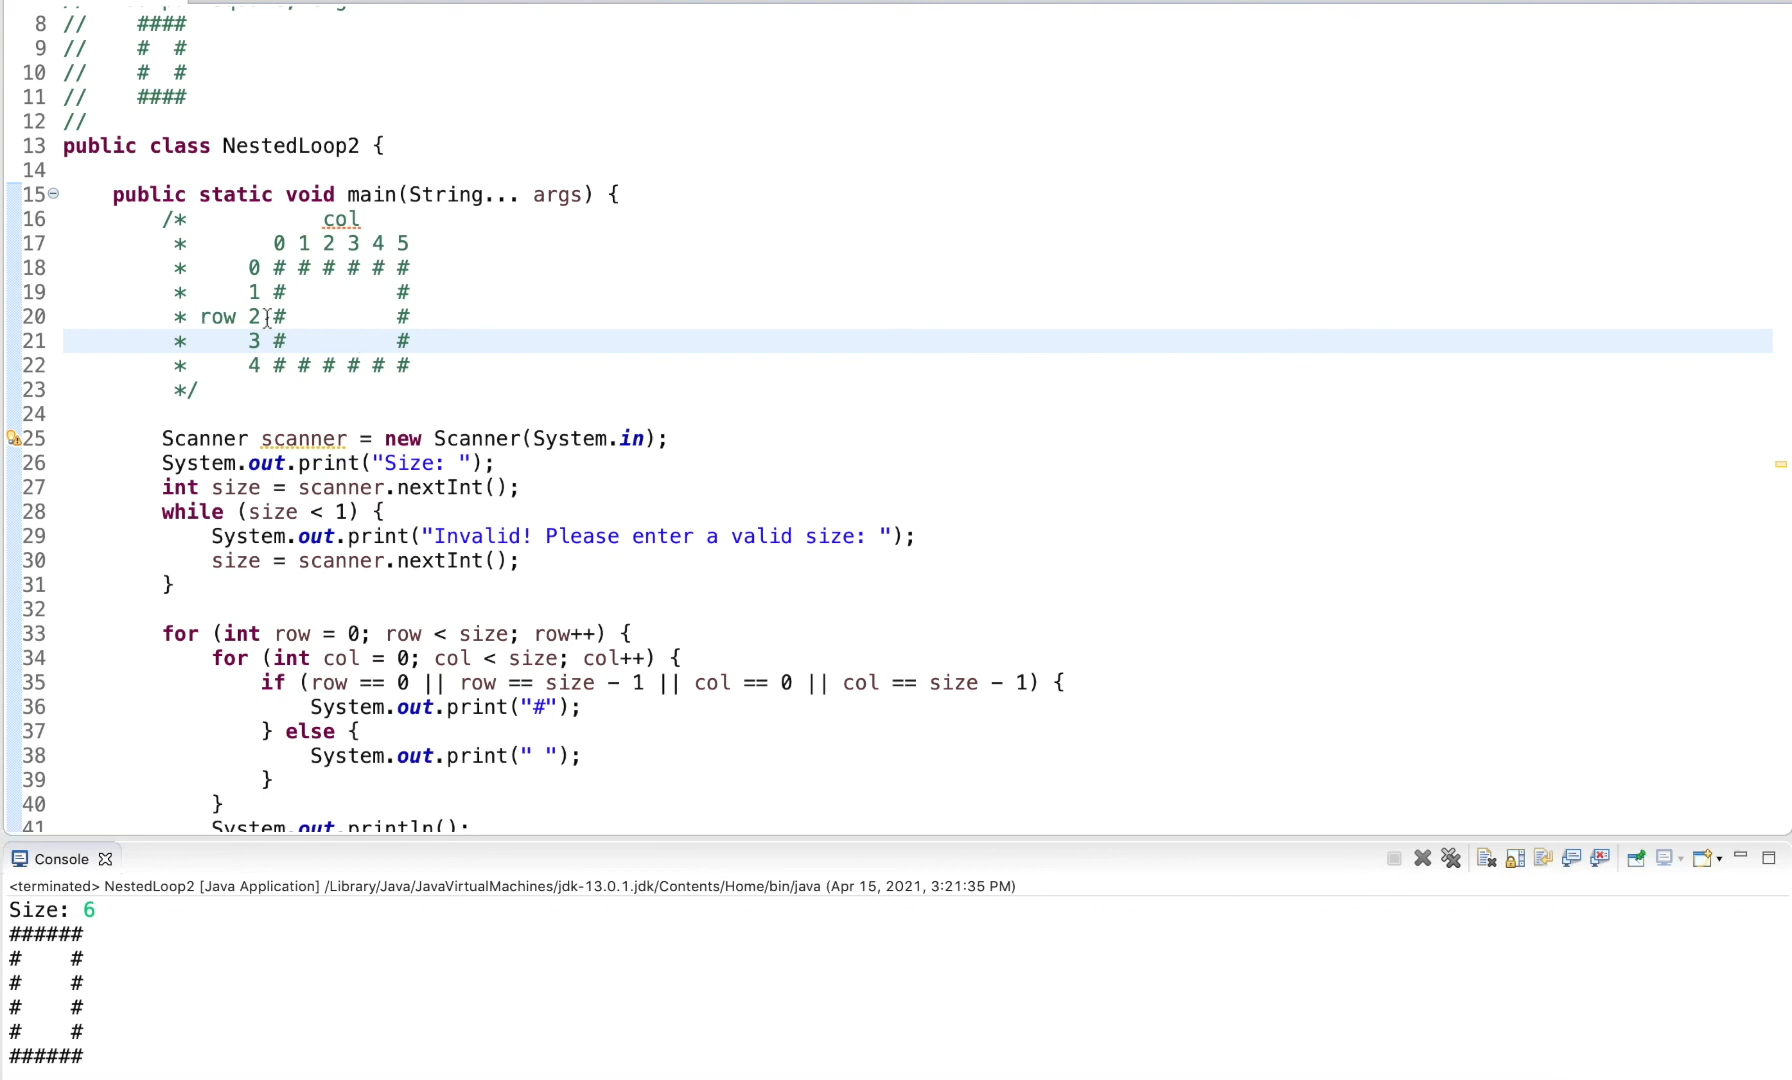 8 //    ####
9 //    #  #
10 //    #  #
11 //    ####
12 //
13 public class NestedLoop2 {
14
15     public static void main(String... args) {
16         /*           col
17          *       0 1 2 3 4 5
18          *     0 # # # # # #
19          *     1 #         #
20          * row 2 #         #
21          *     3 #         #
22          *     4 # # # # # #
23          */
24
25         Scanner scanner = new Scanner(System.in);
26         System.out.print("Size: ");
27         int size = scanner.nextInt();
28         while (size < 1) {
29             System.out.print("Invalid! Please enter a valid size: ");
30             size = scanner.nextInt();
31         }
32
33         for (int row = 0; row < size; row++) {
34             for (int col = 0; col < size; col++) {
35                 if (row == 0 || row == size - 1 || col == 0 || col == size - 1) {
36                     System.out.print("#");
37                 } else {
38                     System.out.print(" ");
39                 }
40             }
41             System.out.println();
Console
<terminated> NestedLoop2 [Java Application] /Library/Java/JavaVirtualMachines/jdk-13.0.1.jdk/Contents/Home/bin/java (Apr 15, 2021, 3:21:35 PM)
Size: 6
######
#    #
#    #
#    #
#    #
######